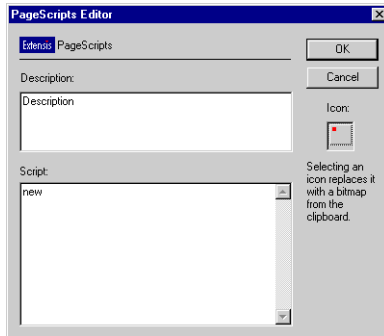 PageScripts Editor
Extensis PageScripts
OK
Cancel
Description:
Description
Icon:
Selecting an
icon replaces it
with a bitmap
from the
clipboard.
Script:
new